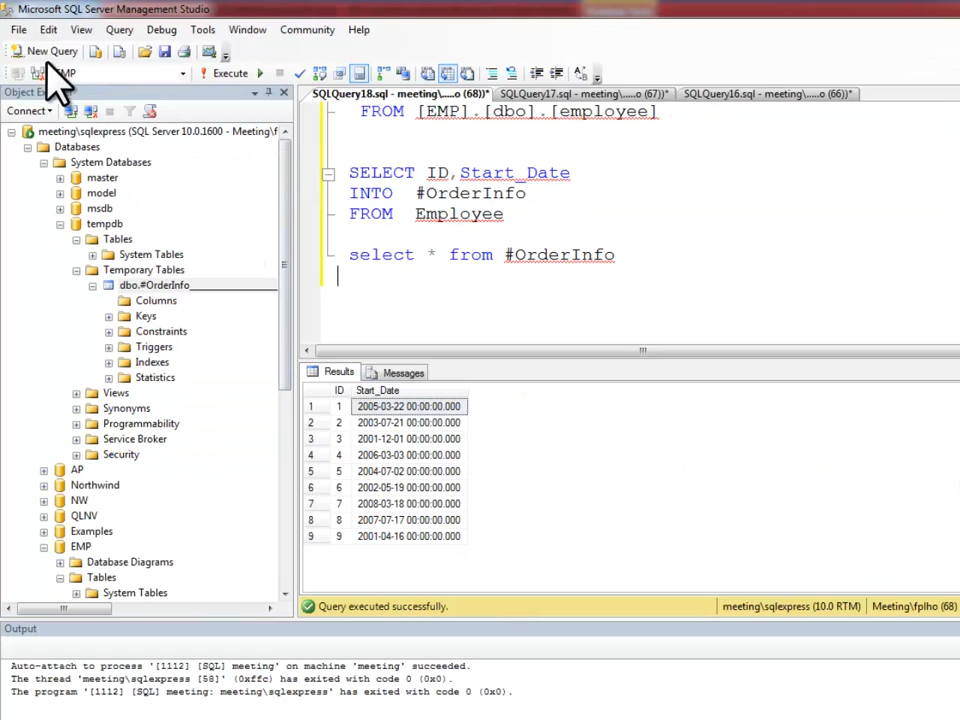 Microsoft SQL Server Management Studio
File Edit View Query Debug Tools Window Community Help
New Query
EMP Execute
SQLQuery18.sql - meeting\.....o (68))* SQLQuery17.sql - meeting\.....o (67))* SQLQuery16.sql - meeting\.....o (66))*
Connect
meeting\sqlexpress (SQL Server 10.0.1600 - Meeting\f
Databases
System Databases
master
model
msdb
tempdb
Tables
System Tables
Temporary Tables
dbo.#OrderInfo
Columns
Keys
Constraints
Triggers
Indexes
Statistics
Views
Synonyms
Programmability
Service Broker
Security
AP
Northwind
NW
QLNV
Examples
EMP
Database Diagrams
Tables
System Tables
FROM [EMP].[dbo].[employee]
SELECT ID,Start_Date
INTO #OrderInfo
FROM Employee
select * from #OrderInfo
Results Messages
ID Start_Date
1 1 2005-03-22 00:00:00.000
2 2 2003-07-21 00:00:00.000
3 3 2001-12-01 00:00:00.000
4 4 2006-03-03 00:00:00.000
5 5 2004-07-02 00:00:00.000
6 6 2002-05-19 00:00:00.000
7 7 2008-03-18 00:00:00.000
8 8 2007-07-17 00:00:00.000
9 9 2001-04-16 00:00:00.000
Query executed successfully. meeting\sqlexpress (10.0 RTM) Meeting\fplho (68)
Output
Auto-attach to process '[1112] [SQL] meeting' on machine 'meeting' succeeded.
The thread 'meeting\sqlexpress [58]' (0xffc) has exited with code 0 (0x0).
The program '[1112] [SQL] meeting: meeting\sqlexpress' has exited with code 0 (0x0).